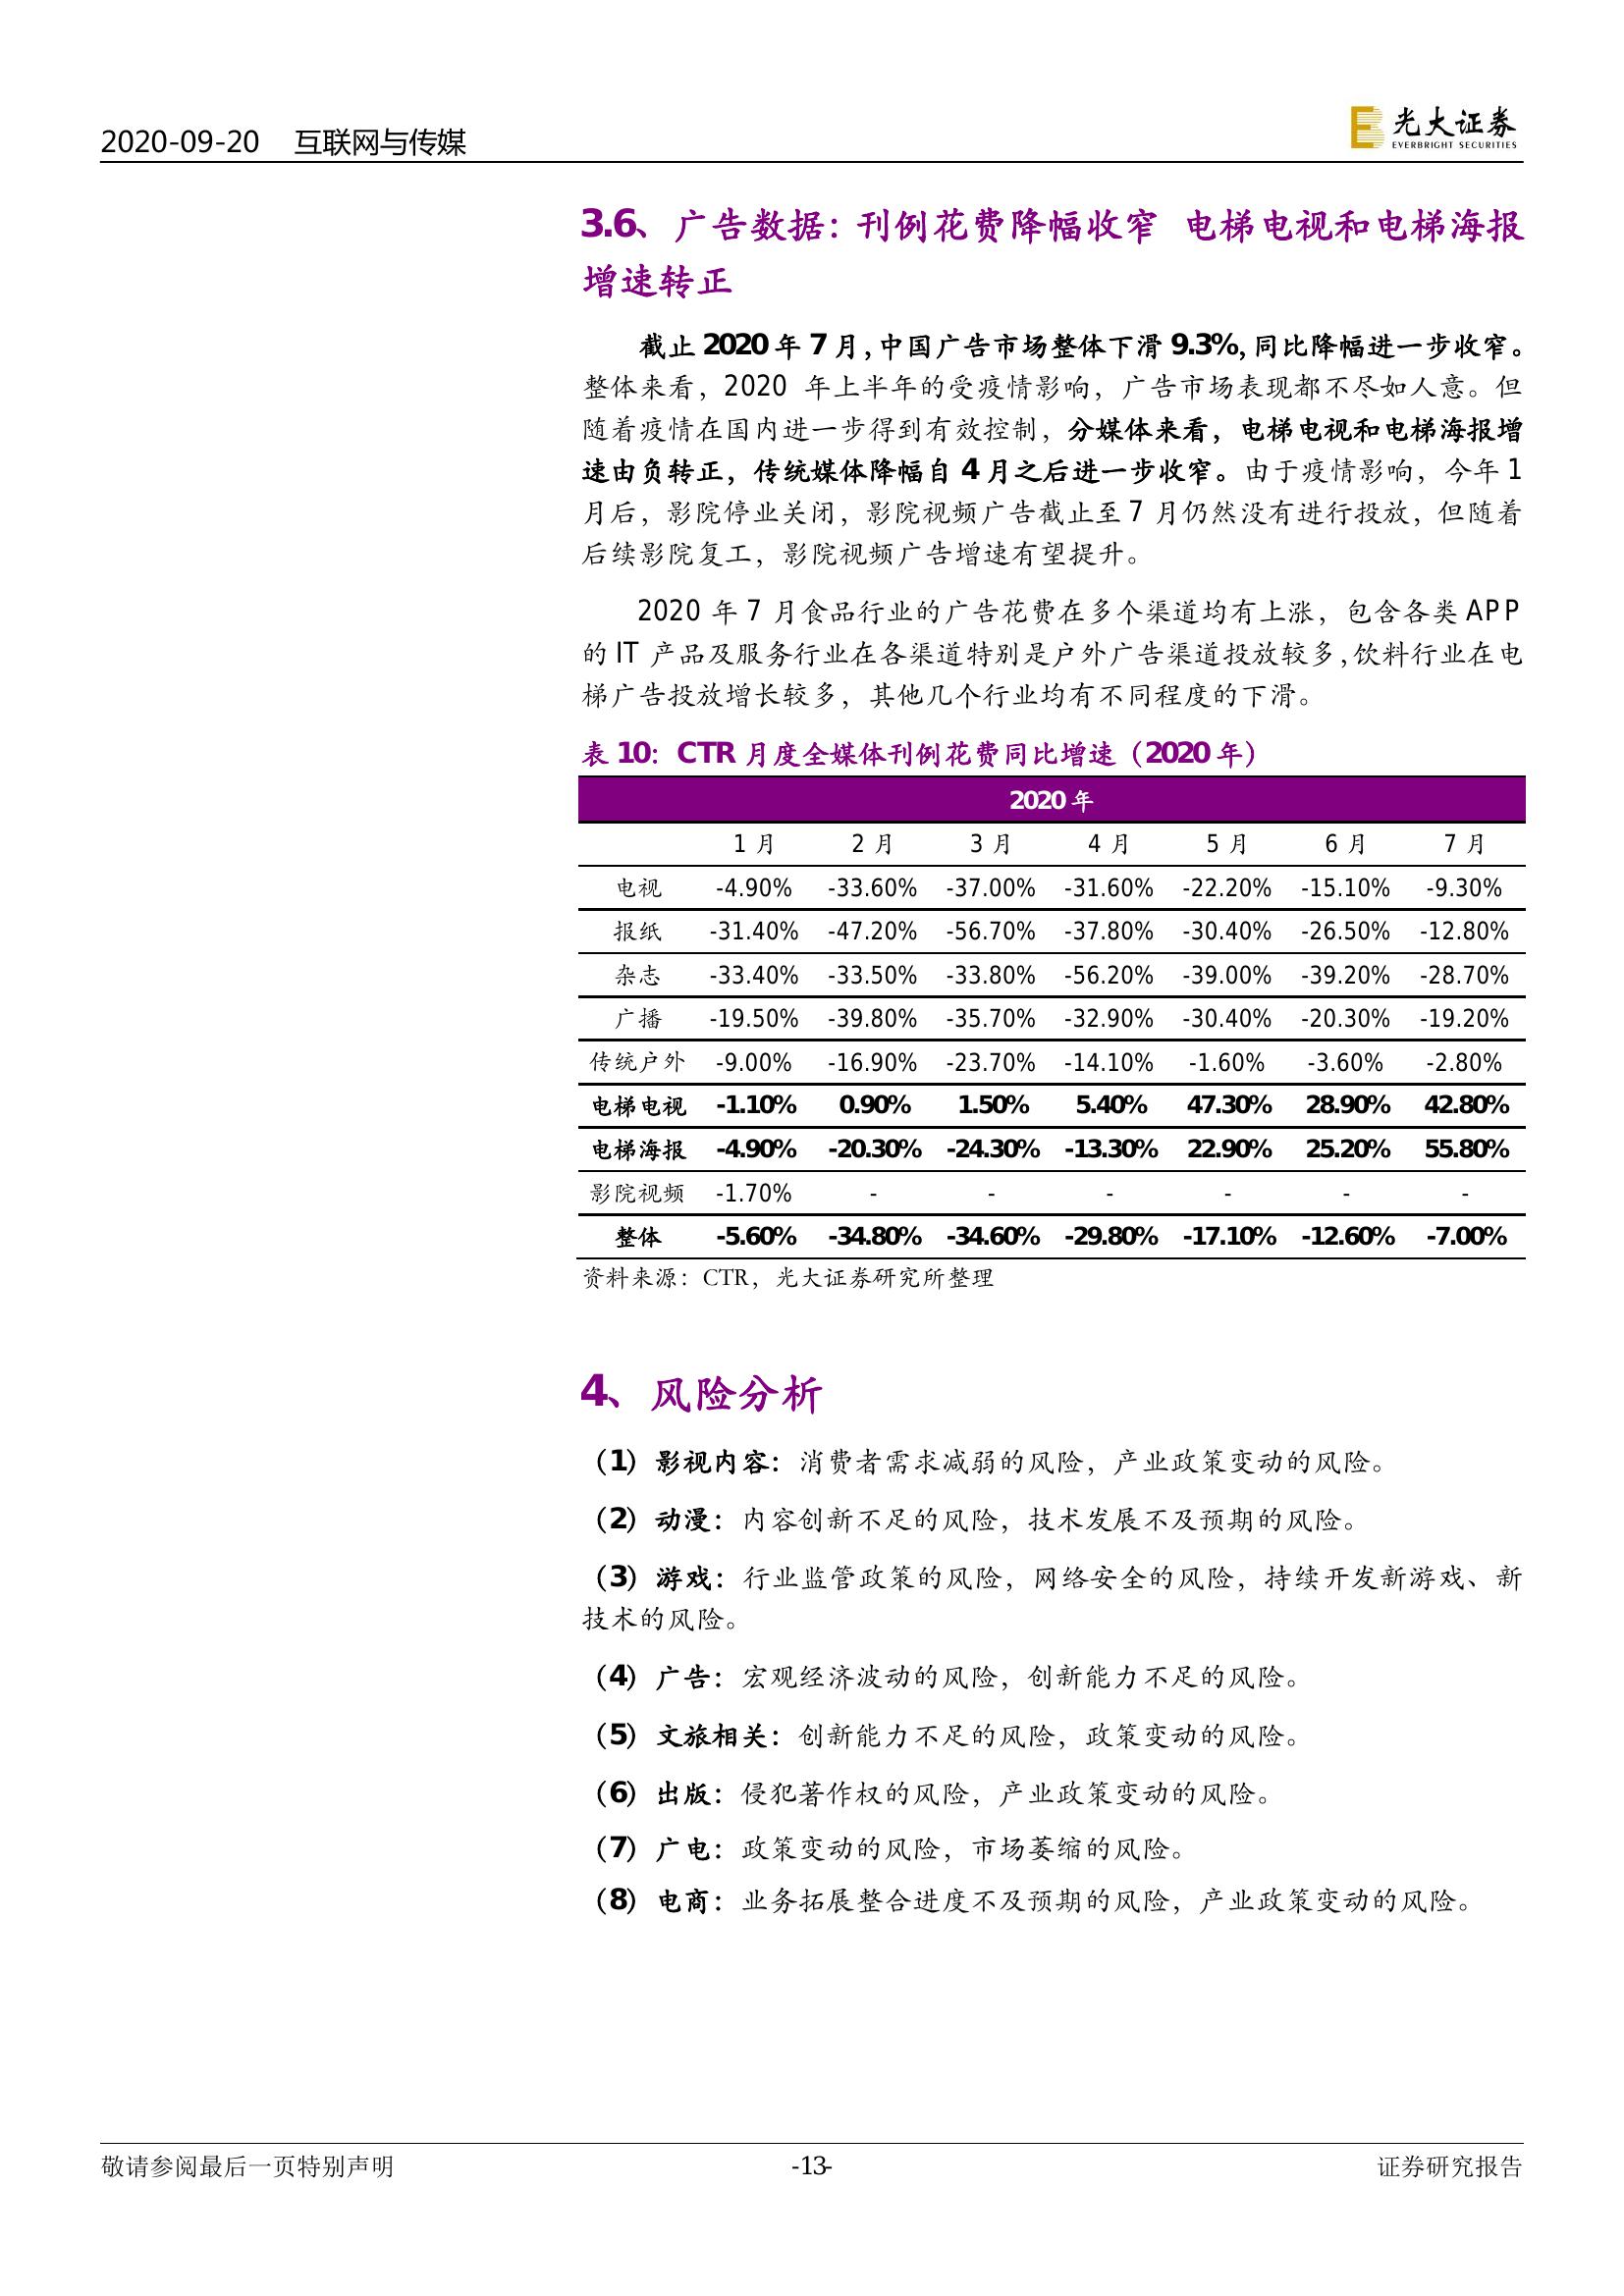 2020-09-20 互联网与传媒
光大证券
EVERBRIGHT SECURITIES
3.6、广告数据：刊例花费降幅收窄 电梯电视和电梯海报
增速转正
截止 2020 年 7 月，中国广告市场整体下滑 9.3%，同比降幅进一步收窄。
整体来看，2020 年上半年的受疫情影响，广告市场表现都不尽如人意。但
随着疫情在国内进一步得到有效控制，分媒体来看，电梯电视和电梯海报增
速由负转正，传统媒体降幅自 4 月之后进一步收窄。由于疫情影响，今年 1
月后，影院停业关闭，影院视频广告截止至 7 月仍然没有进行投放，但随着
后续影院复工，影院视频广告增速有望提升。
2020 年 7 月食品行业的广告花费在多个渠道均有上涨，包含各类 APP
的 IT 产品及服务行业在各渠道特别是户外广告渠道投放较多，饮料行业在电
梯广告投放增长较多，其他几个行业均有不同程度的下滑。
表 10：CTR 月度全媒体刊例花费同比增速（2020 年）
2020 年
1 月 2 月 3 月 4 月 5 月 6 月 7 月
电视 -4.90% -33.60% -37.00% -31.60% -22.20% -15.10% -9.30%
报纸 -31.40% -47.20% -56.70% -37.80% -30.40% -26.50% -12.80%
杂志 -33.40% -33.50% -33.80% -56.20% -39.00% -39.20% -28.70%
广播 -19.50% -39.80% -35.70% -32.90% -30.40% -20.30% -19.20%
传统户外 -9.00% -16.90% -23.70% -14.10% -1.60% -3.60% -2.80%
电梯电视 -1.10% 0.90% 1.50% 5.40% 47.30% 28.90% 42.80%
电梯海报 -4.90% -20.30% -24.30% -13.30% 22.90% 25.20% 55.80%
影院视频 -1.70% - - - - - -
整体 -5.60% -34.80% -34.60% -29.80% -17.10% -12.60% -7.00%
资料来源：CTR，光大证券研究所整理
4、风险分析
（1）影视内容：消费者需求减弱的风险，产业政策变动的风险。
（2）动漫：内容创新不足的风险，技术发展不及预期的风险。
（3）游戏：行业监管政策的风险，网络安全的风险，持续开发新游戏、新
技术的风险。
（4）广告：宏观经济波动的风险，创新能力不足的风险。
（5）文旅相关：创新能力不足的风险，政策变动的风险。
（6）出版：侵犯著作权的风险，产业政策变动的风险。
（7）广电：政策变动的风险，市场萎缩的风险。
（8）电商：业务拓展整合进度不及预期的风险，产业政策变动的风险。
敬请参阅最后一页特别声明 -13- 证券研究报告